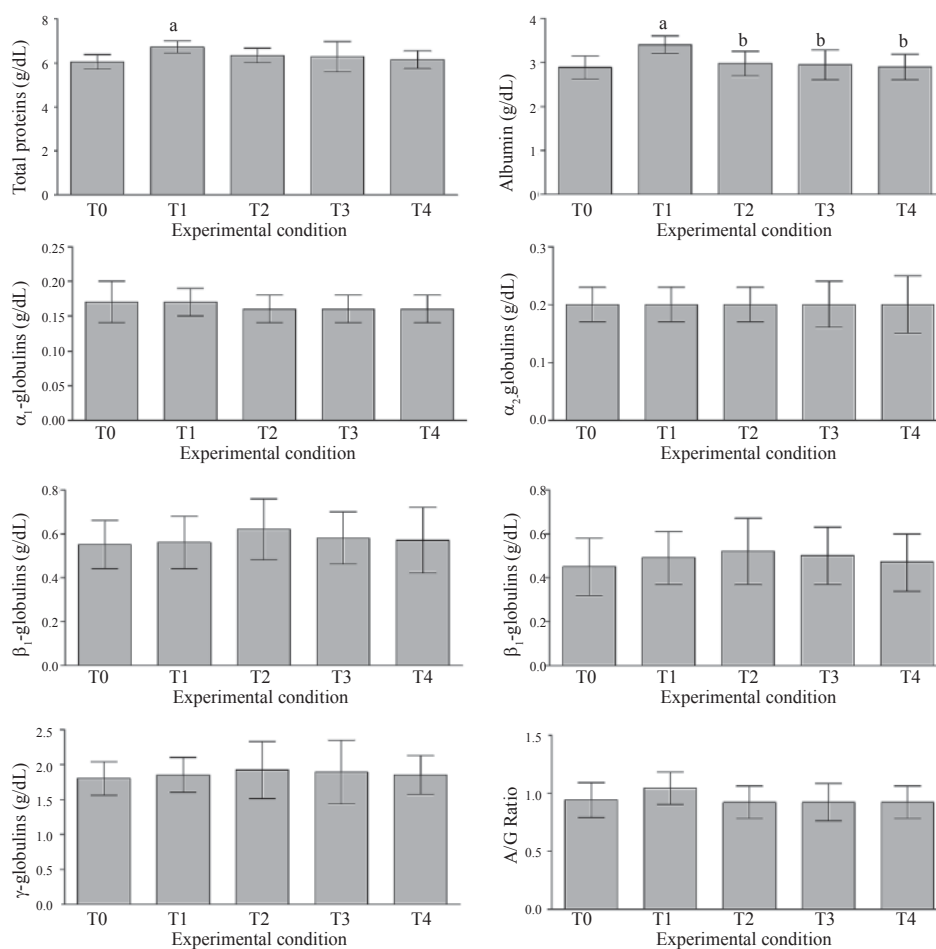 Total proteins (g/dL)
8
6
4
2
0
a
T0 T1 T2 T3 T4
Experimental condition
Albumin (g/dL)
4
3
2
1
0
a
b b b
T0 T1 T2 T3 T4
Experimental condition
α₁-globulins (g/dL)
0.25
0.20
0.15
0.10
0.05
0.00
T0 T1 T2 T3 T4
Experimental condition
α₂-globulins (g/dL)
0.3
0.2
0.1
0.0
T0 T1 T2 T3 T4
Experimental condition
β₁-globulins (g/dL)
0.8
0.6
0.4
0.2
0.0
T0 T1 T2 T3 T4
Experimental condition
β₁-globulins (g/dL)
0.8
0.6
0.4
0.2
0.0
T0 T1 T2 T3 T4
Experimental condition
γ-globulins (g/dL)
2.5
2.0
1.5
1.0
0.5
0.0
T0 T1 T2 T3 T4
Experimental condition
A/G Ratio
1.5
1.0
0.5
0.0
T0 T1 T2 T3 T4
Experimental condition